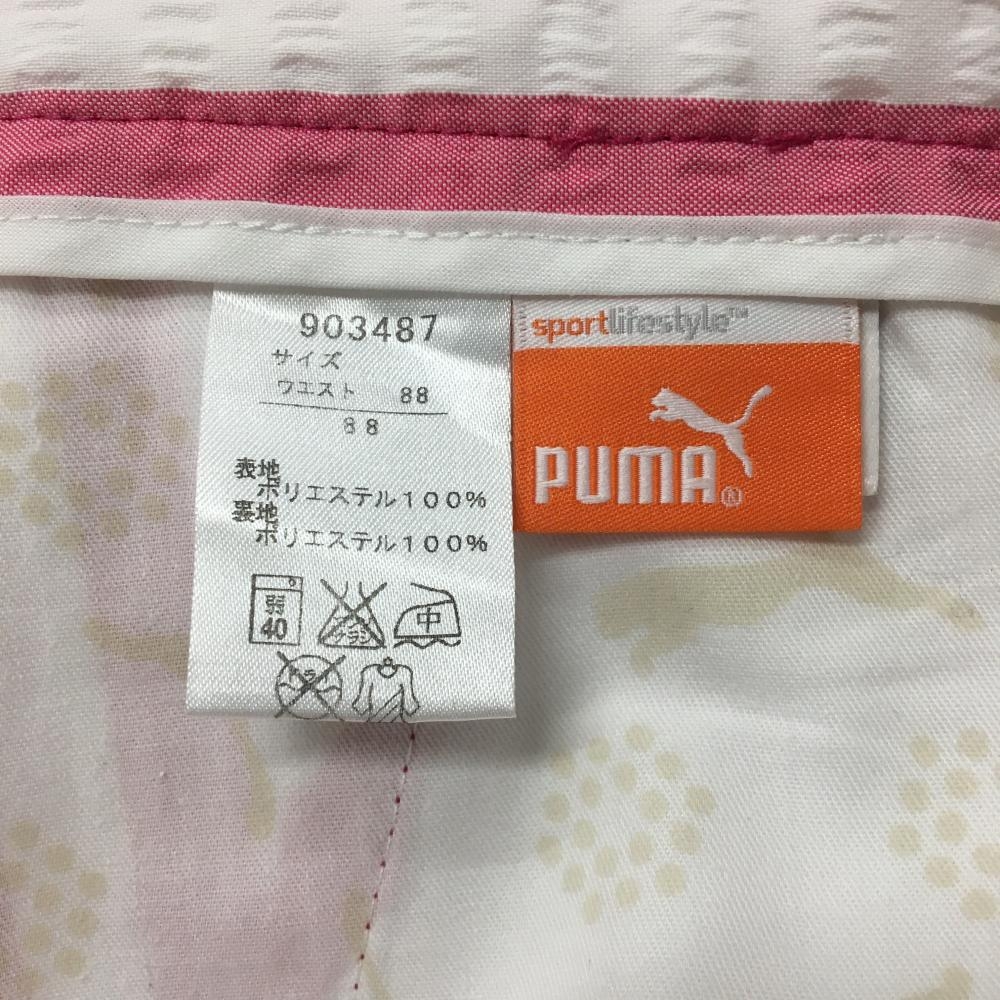 903487
サイズ
ウエスト 88
88
表地
ポリエステル100%
裏地
ポリエステル100%
弱
40
中
sportlifestyle™
PUMA®